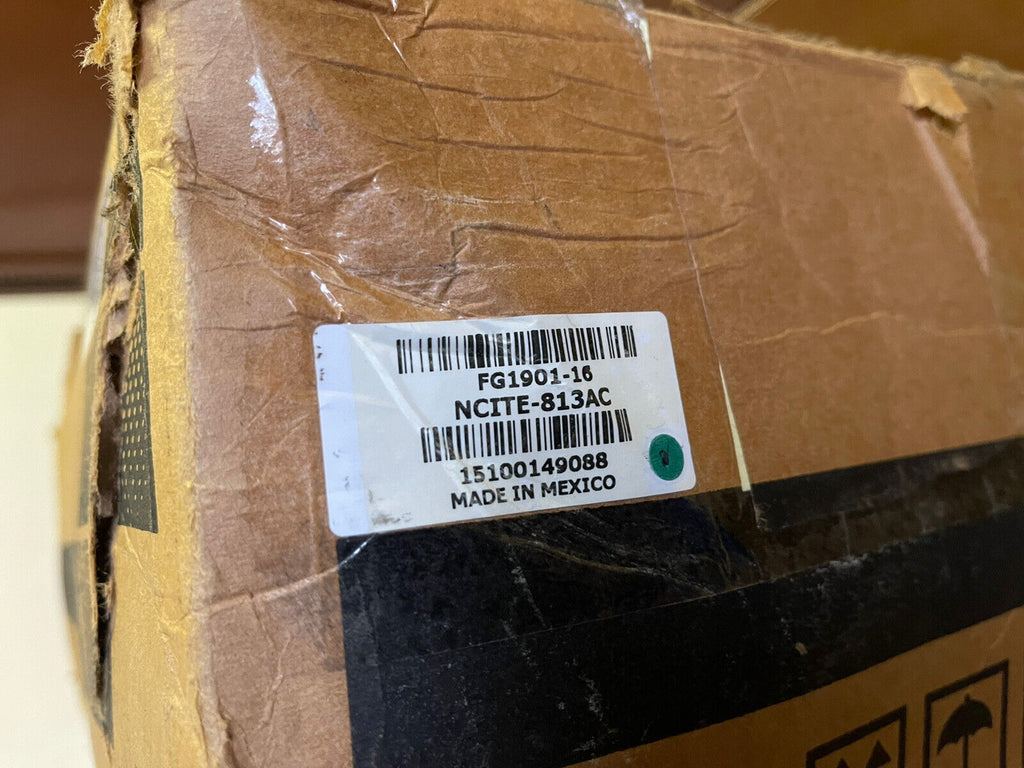 FG1901-16
NCITE-813AC
15100149088
MADE IN MEXICO